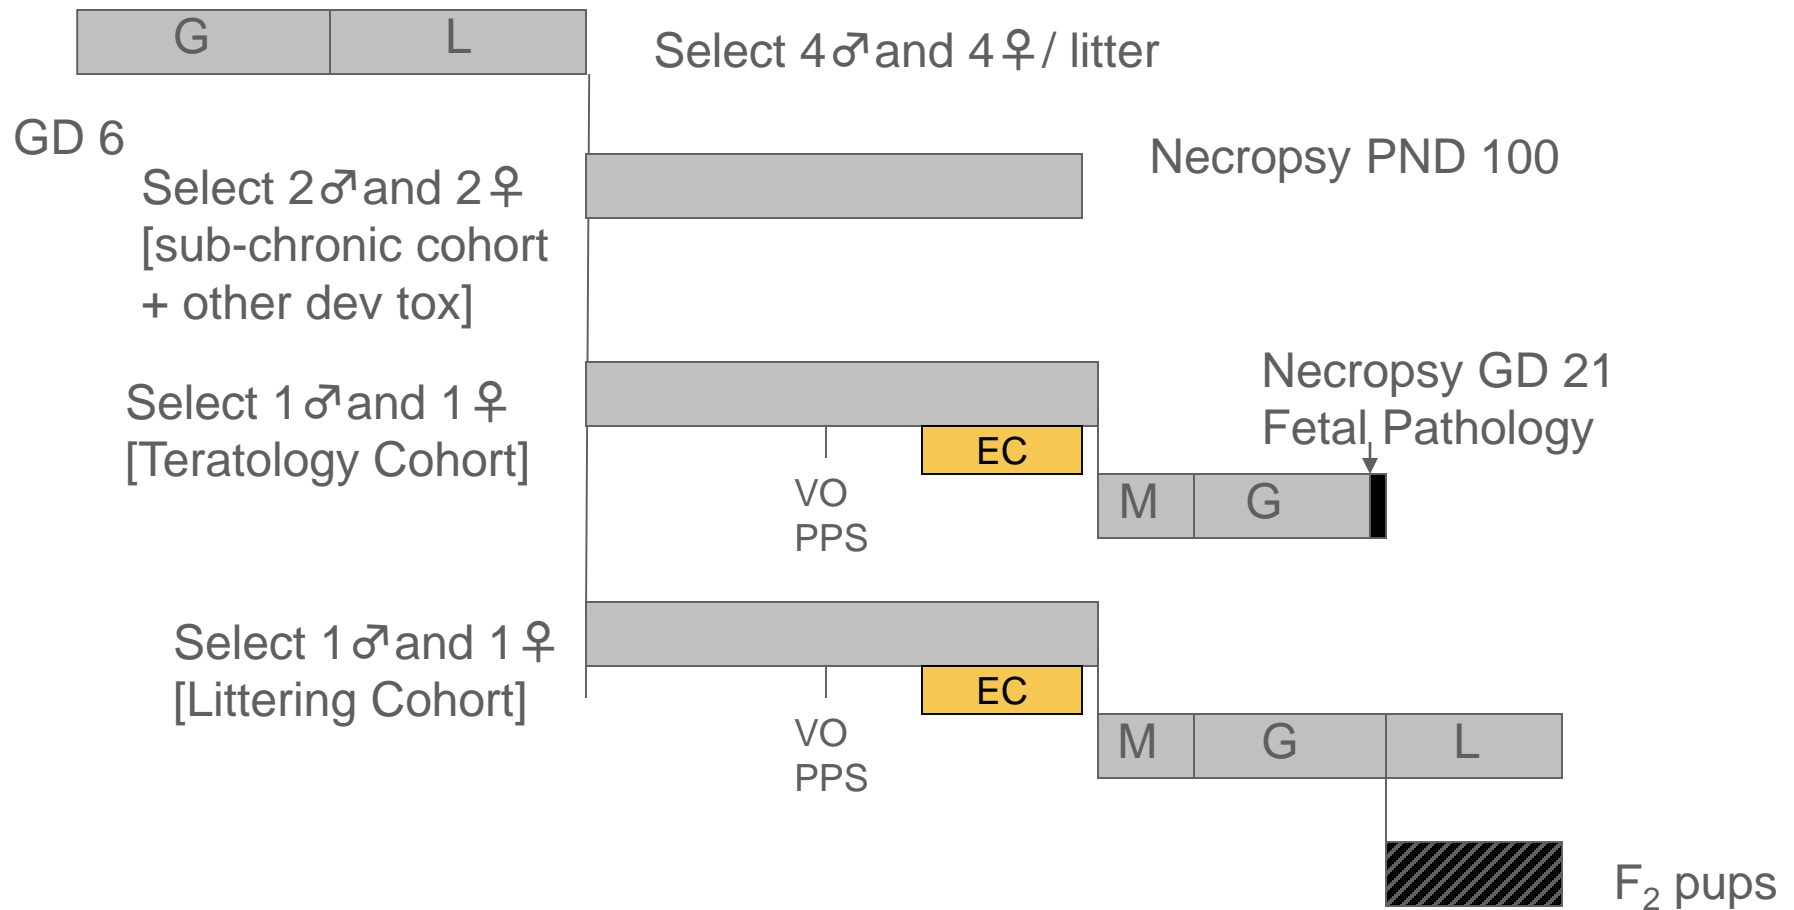 G L
Select 4♂and 4♀/ litter
GD 6
Necropsy PND 100
Select 2♂and 2♀
[sub-chronic cohort
+ other dev tox]
Select 1♂and 1♀
[Teratology Cohort]
EC
VO
PPS
Necropsy GD 21
Fetal Pathology
M G
Select 1♂and 1♀
[Littering Cohort]
EC
VO
PPS
M G L
F₂ pups